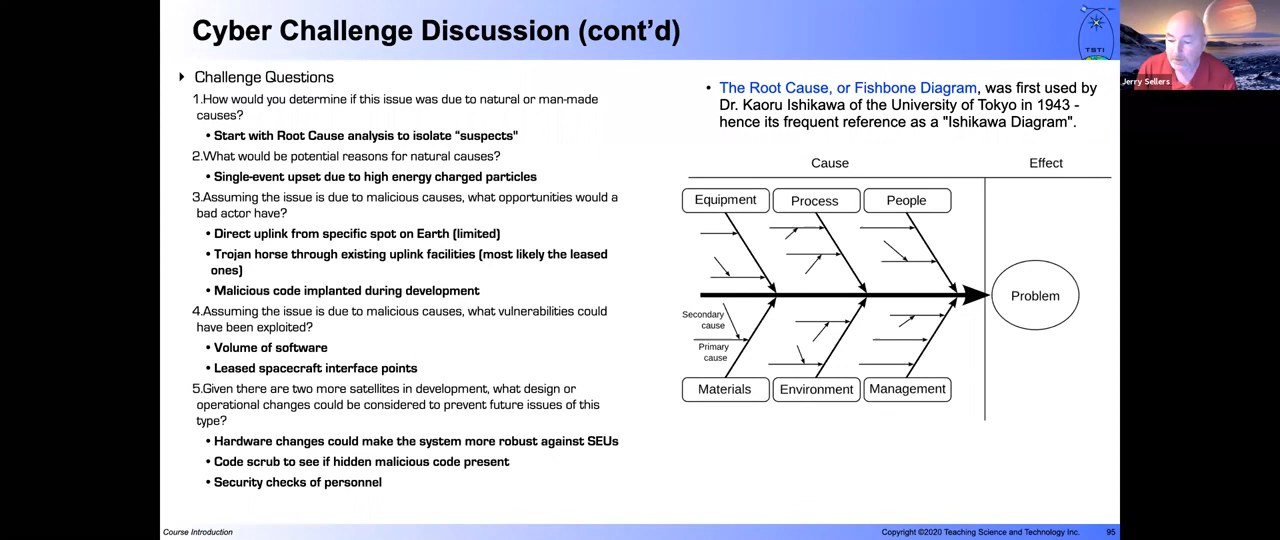 Cyber Challenge Discussion (cont'd)
TSTI
Jerry Sellers
Challenge Questions
1.How would you determine if this issue was due to natural or man-made
causes?
• Start with Root Cause analysis to isolate “suspects"
2.What would be potential reasons for natural causes?
• Single-event upset due to high energy charged particles
3.Assuming the issue is due to malicious causes, what opportunities would a
bad actor have?
• Direct uplink from specific spot on Earth (limited)
• Trojan horse through existing uplink facilities (most likely the leased
ones)
• Malicious code implanted during development
4.Assuming the issue is due to malicious causes, what vulnerabilities could
have been exploited?
• Volume of software
• Leased spacecraft interface points
5.Given there are two more satellites in development, what design or
operational changes could be considered to prevent future issues of this
type?
• Hardware changes could make the system more robust against SEUs
• Code scrub to see if hidden malicious code present
• Security checks of personnel
• The Root Cause, or Fishbone Diagram, was first used by
Dr. Kaoru Ishikawa of the University of Tokyo in 1943 -
hence its frequent reference as a "Ishikawa Diagram".
Cause Effect
Equipment Process People
Problem
Secondary
cause
Primary
cause
Materials Environment Management
Course Introduction
Copyright ©2020 Teaching Science and Technology Inc. 95